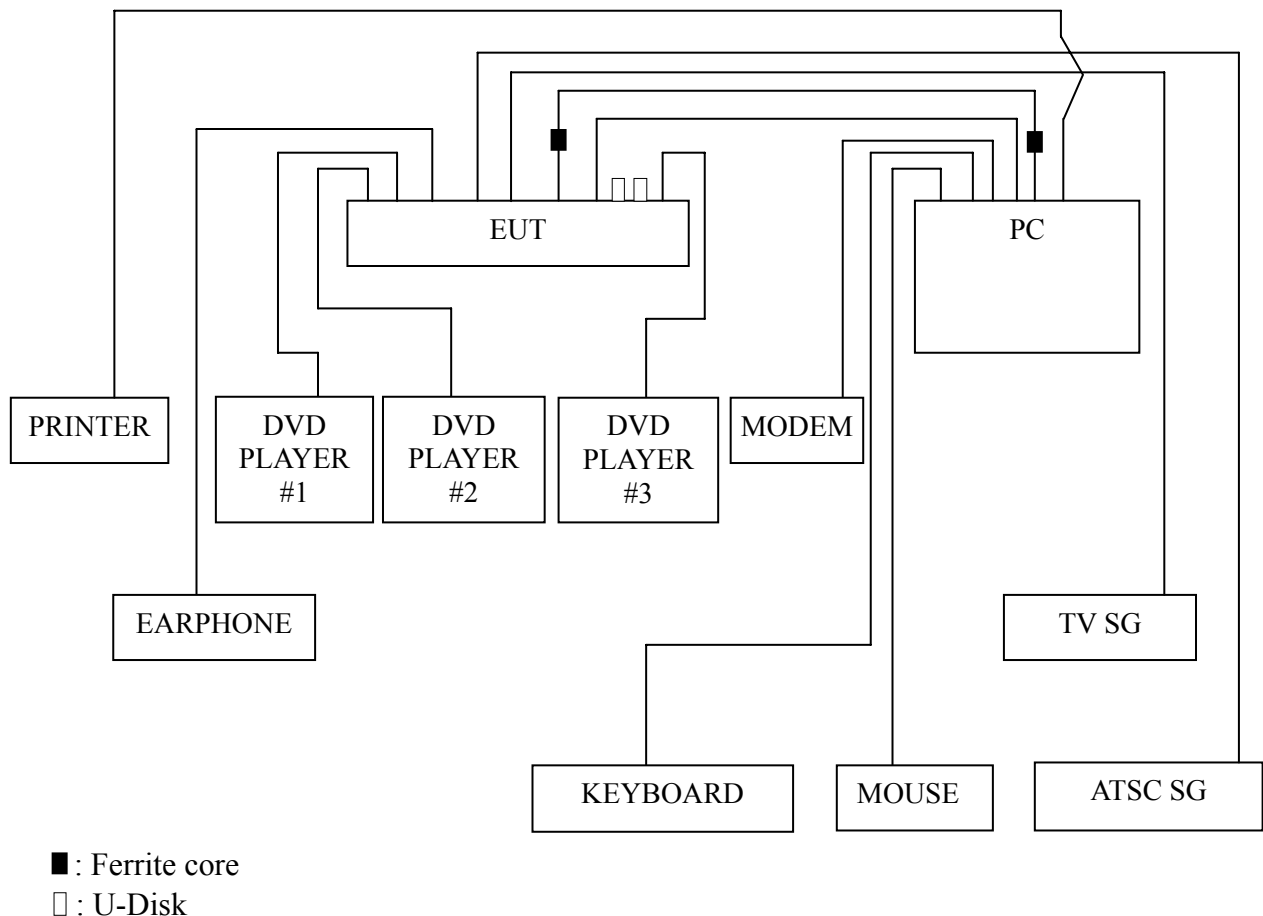 EUT
PC
PRINTER
DVD
PLAYER
#1
DVD
PLAYER
#2
DVD
PLAYER
#3
MODEM
EARPHONE
TV SG
KEYBOARD
MOUSE
ATSC SG
■ : Ferrite core
▯ : U-Disk